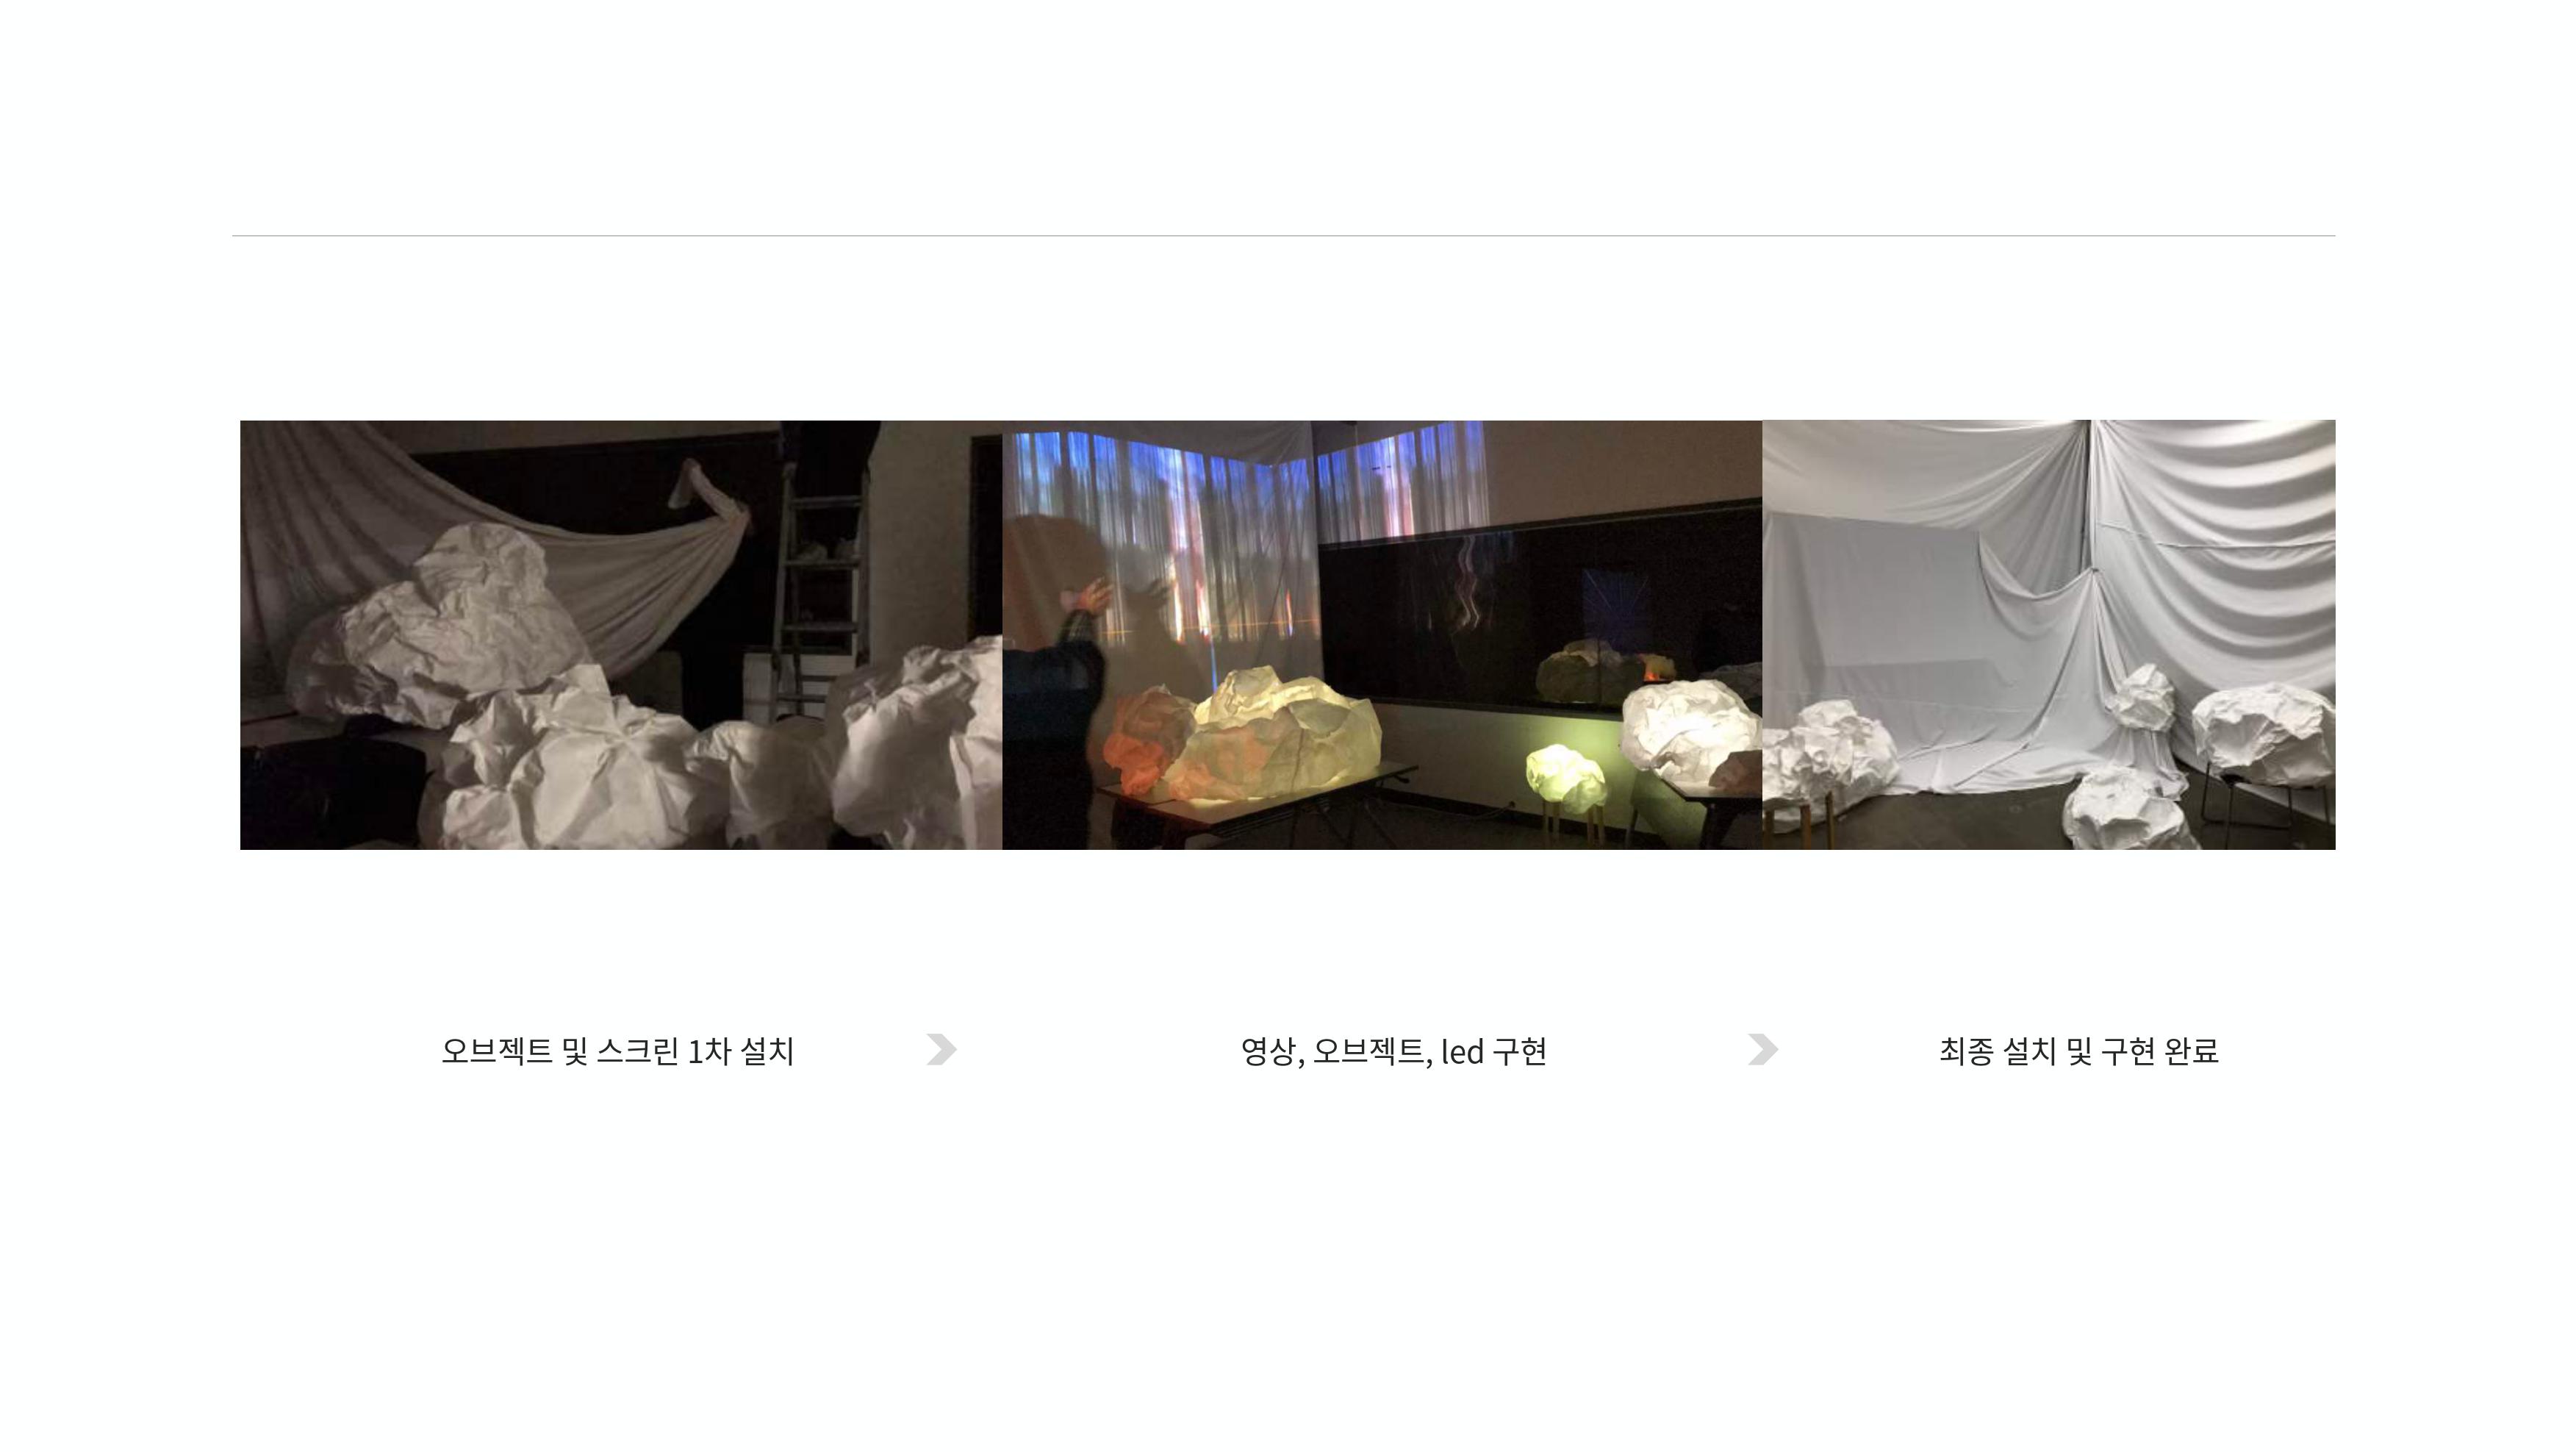 오브젝트 및 스크린 1차 설치
영상, 오브젝트, led 구현
최종 설치 및 구현 완료